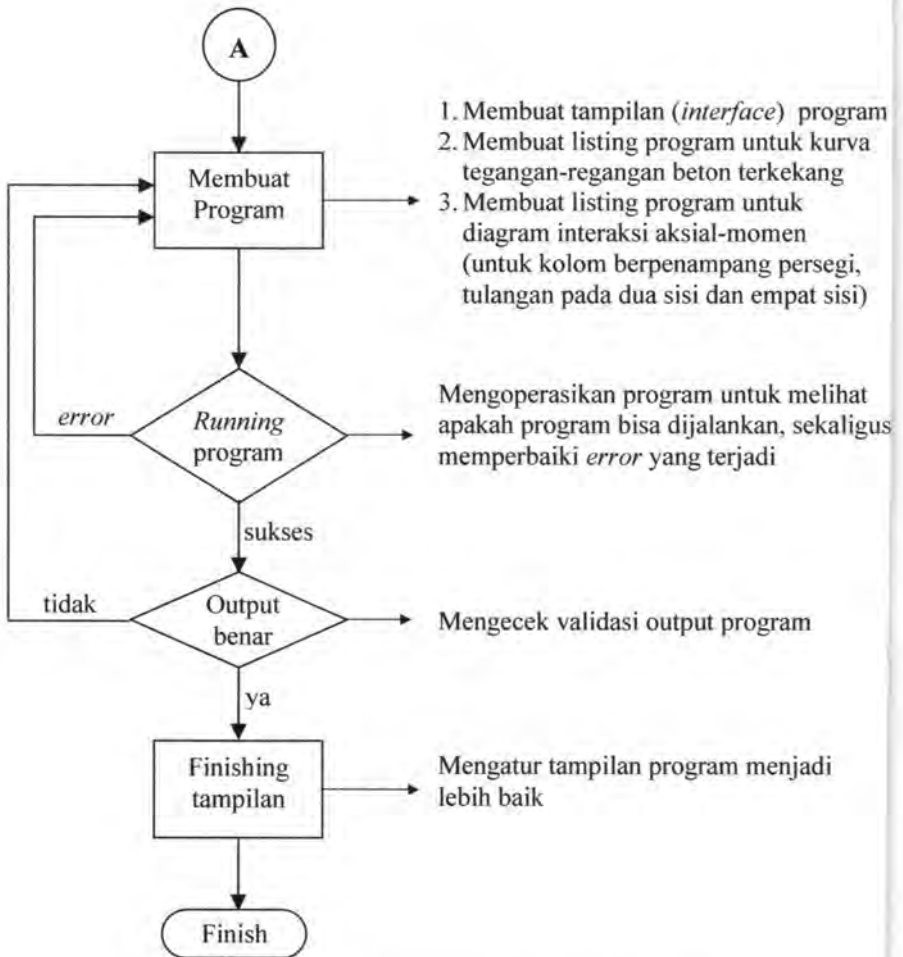 A
Membuat
Program
1. Membuat tampilan (interface) program
2. Membuat listing program untuk kurva
tegangan-regangan beton terkekang
3. Membuat listing program untuk
diagram interaksi aksial-momen
(untuk kolom berpenampang persegi,
tulangan pada dua sisi dan empat sisi)
error
Running
program
Mengoperasikan program untuk melihat
apakah program bisa dijalankan, sekaligus
memperbaiki error yang terjadi
sukses
tidak
Output
benar
Mengecek validasi output program
ya
Finishing
tampilan
Mengatur tampilan program menjadi
lebih baik
Finish